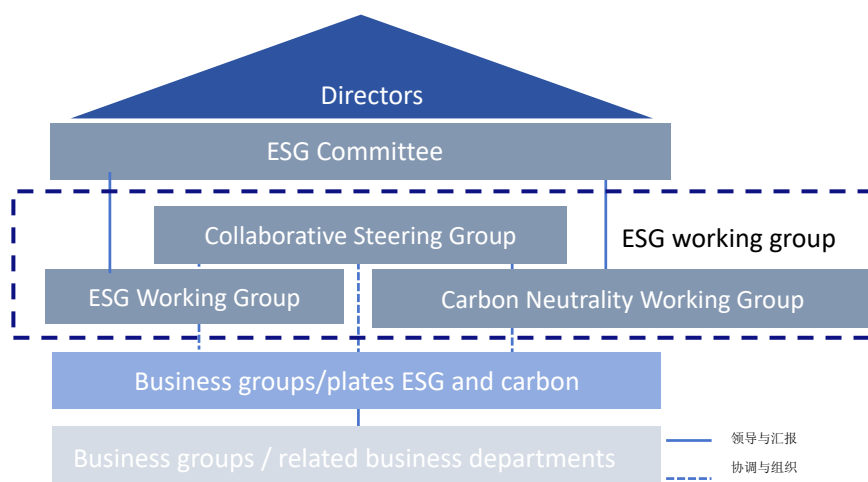 Directors
ESG Committee
Collaborative Steering Group
ESG working group
ESG Working Group
Carbon Neutrality Working Group
Business groups/plates ESG and carbon
Business groups / related business departments
领导与汇报
协调与组织